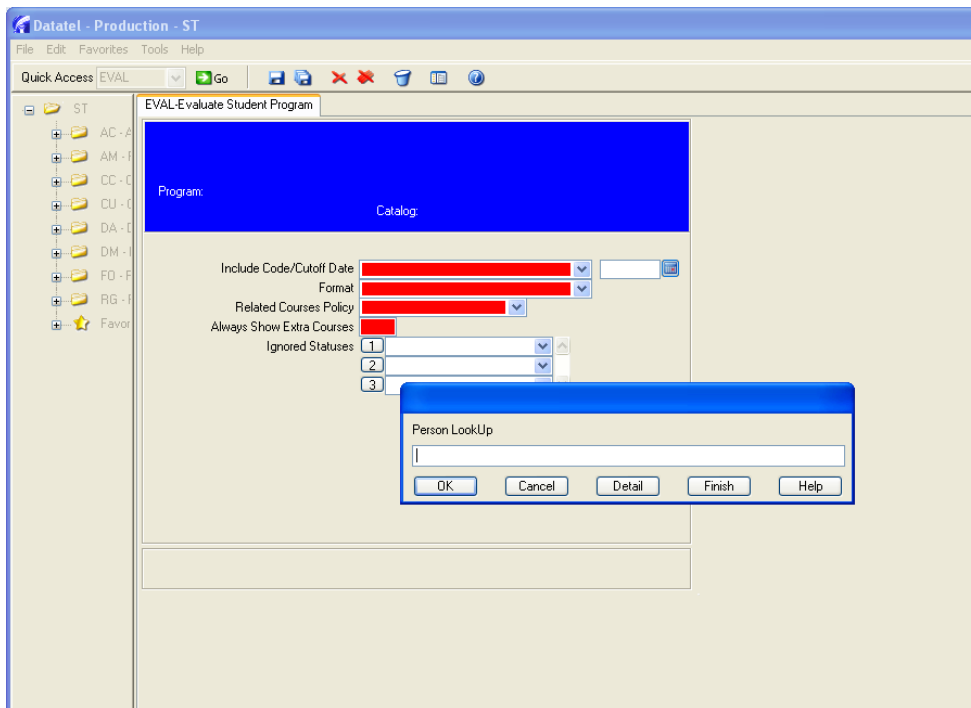 Datatel - Production - ST
File Edit Favorites Tools Help
Quick Access EVAL Go
ST
EVAL-Evaluate Student Program
AC - A
AM - F
CC - C
CU - C
DA - D
DM - I
FO - F
RG - F
Favor
Program:
Catalog:
Include Code/Cutoff Date
Format
Related Courses Policy
Always Show Extra Courses
Ignored Statuses 1
2
3
Person LookUp
OK Cancel Detail Finish Help